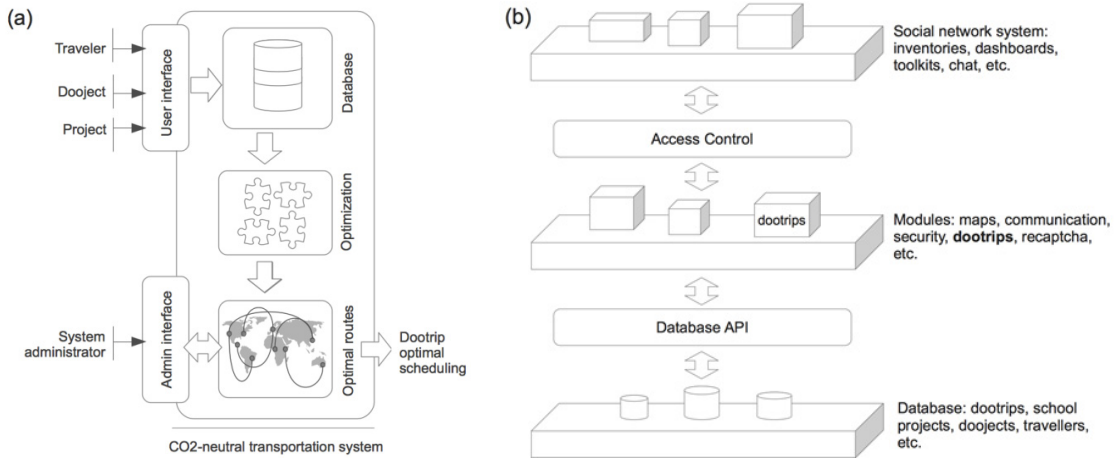 (a)
Traveler
Dooject
Project
User interface
Database
Optimization
System
administrator
Admin interface
Optimal routes
Dootrip
optimal
scheduling
CO2-neutral transportation system
(b)
Social network system:
inventories, dashboards,
toolkits, chat, etc.
Access Control
dootrips
Modules: maps, communication,
security, dootrips, recaptcha,
etc.
Database API
Database: dootrips, school
projects, doojects, travellers,
etc.